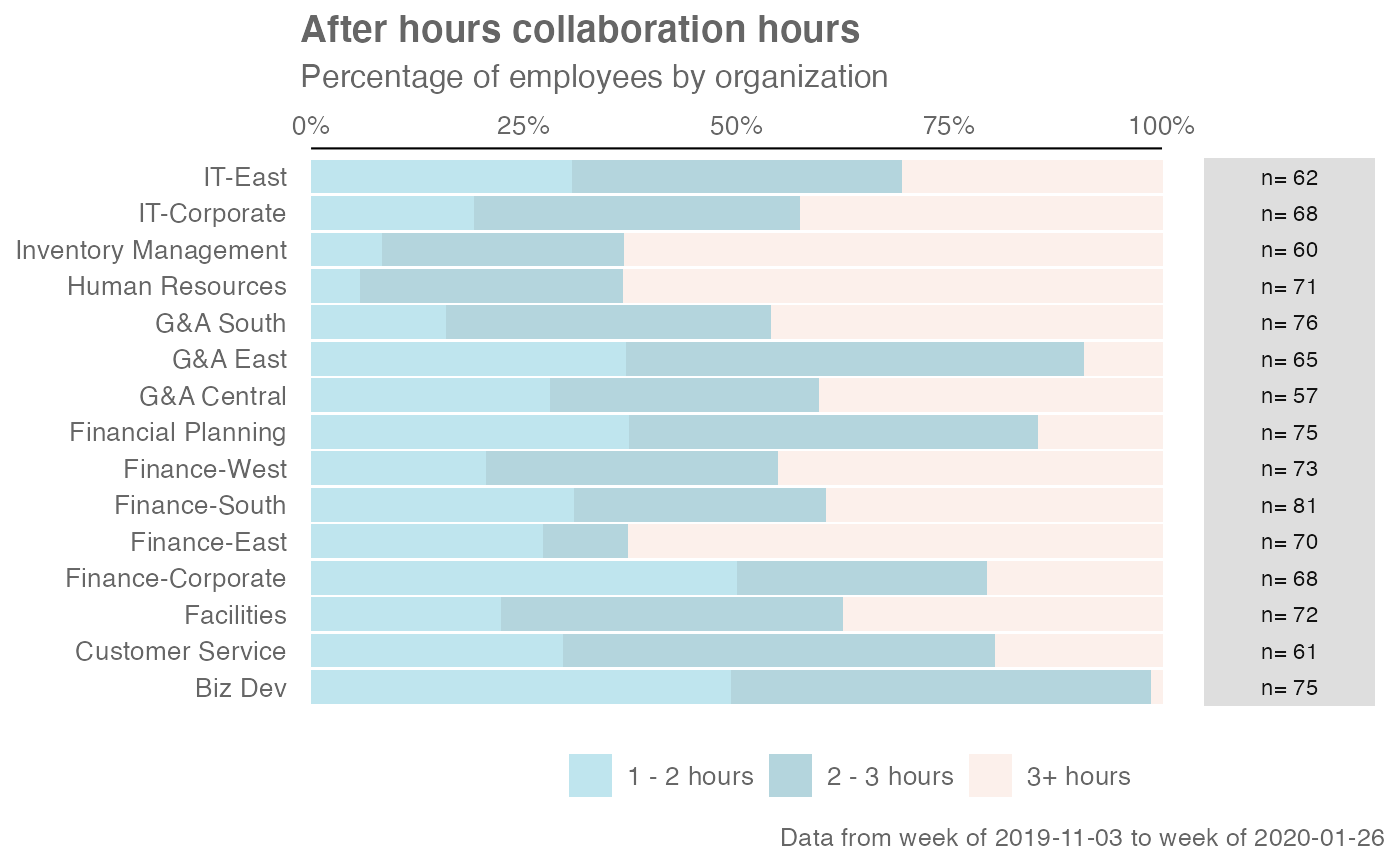 After hours collaboration hours
Percentage of employees by organization
0% 25% 50% 75% 100%
IT-East n= 62
IT-Corporate n= 68
Inventory Management n= 60
Human Resources n= 71
G&A South n= 76
G&A East n= 65
G&A Central n= 57
Financial Planning n= 75
Finance-West n= 73
Finance-South n= 81
Finance-East n= 70
Finance-Corporate n= 68
Facilities n= 72
Customer Service n= 61
Biz Dev n= 75
1 - 2 hours 2 - 3 hours 3+ hours
Data from week of 2019-11-03 to week of 2020-01-26